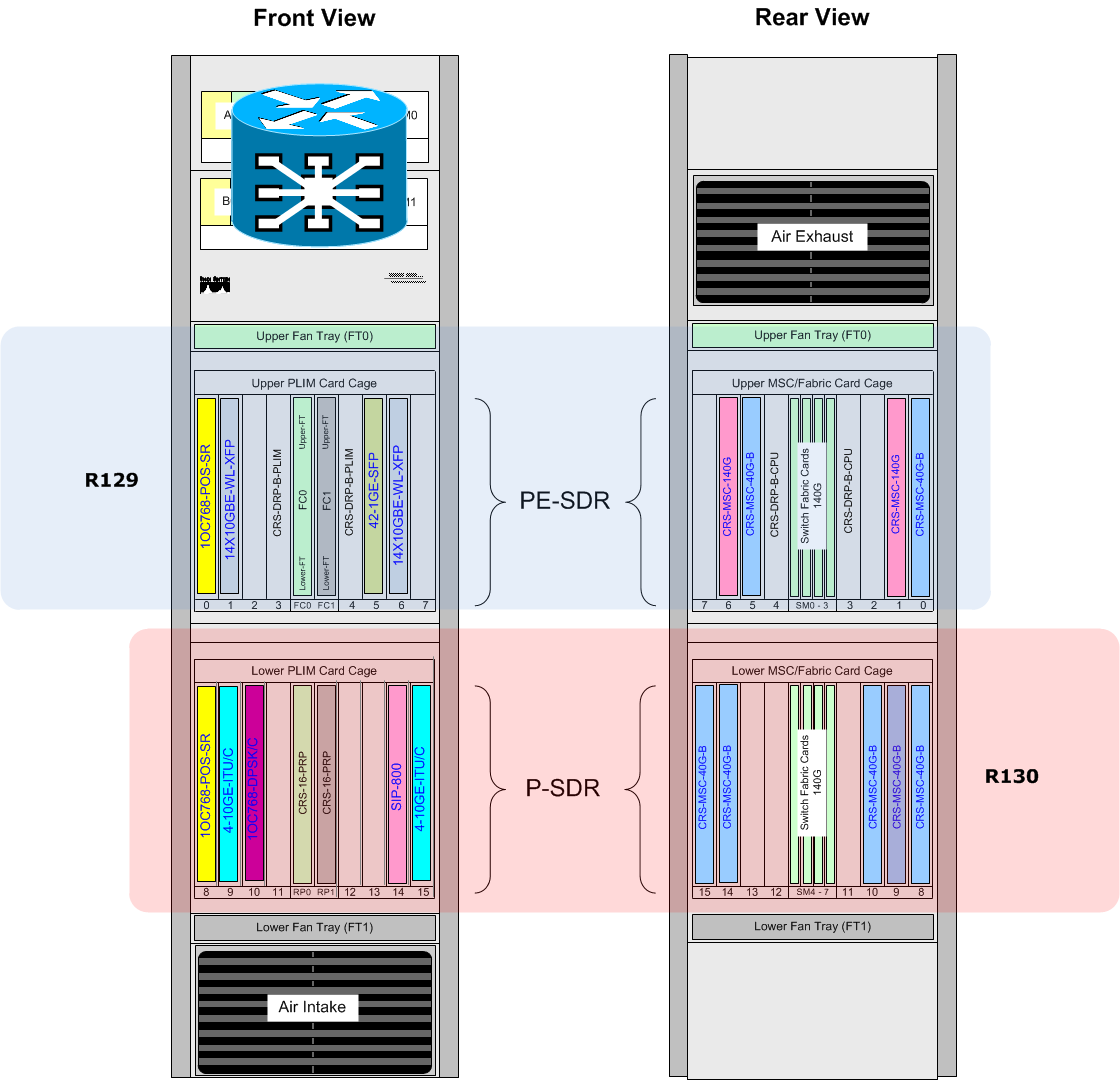 Front View
Rear View
A
M0
B
M1
Air Exhaust
Upper Fan Tray (FT0)
Upper Fan Tray (FT0)
Upper PLIM Card Cage
1OC768-POS-SR
14X10GBE-WL-XFP
CRS-DRP-B-PLIM
Upper-FT
FC0
Lower-FT
Upper-FT
FC1
Lower-FT
CRS-DRP-B-PLIM
42-1GE-SFP
14X10GBE-WL-XFP
0 1 2 3 FC0 FC1 4 5 6 7
R129
PE-SDR
Upper MSC/Fabric Card Cage
CRS-MSC-140G
CRS-MSC-40G-B
CRS-DRP-B-CPU
Switch Fabric Cards
140G
CRS-DRP-B-CPU
CRS-MSC-140G
CRS-MSC-40G-B
7 6 5 4 SM0 - 3 3 2 1 0
Lower PLIM Card Cage
1OC768-POS-SR
4-10GE-ITU/C
1OC768-DPSK/C
CRS-16-PRP
CRS-16-PRP
SIP-800
4-10GE-ITU/C
8 9 10 11 RP0 RP1 12 13 14 15
P-SDR
Lower MSC/Fabric Card Cage
CRS-MSC-40G-B
CRS-MSC-40G-B
Switch Fabric Cards
140G
CRS-MSC-40G-B
CRS-MSC-40G-B
CRS-MSC-40G-B
15 14 13 12 SM4 - 7 11 10 9 8
R130
Lower Fan Tray (FT1)
Lower Fan Tray (FT1)
Air Intake